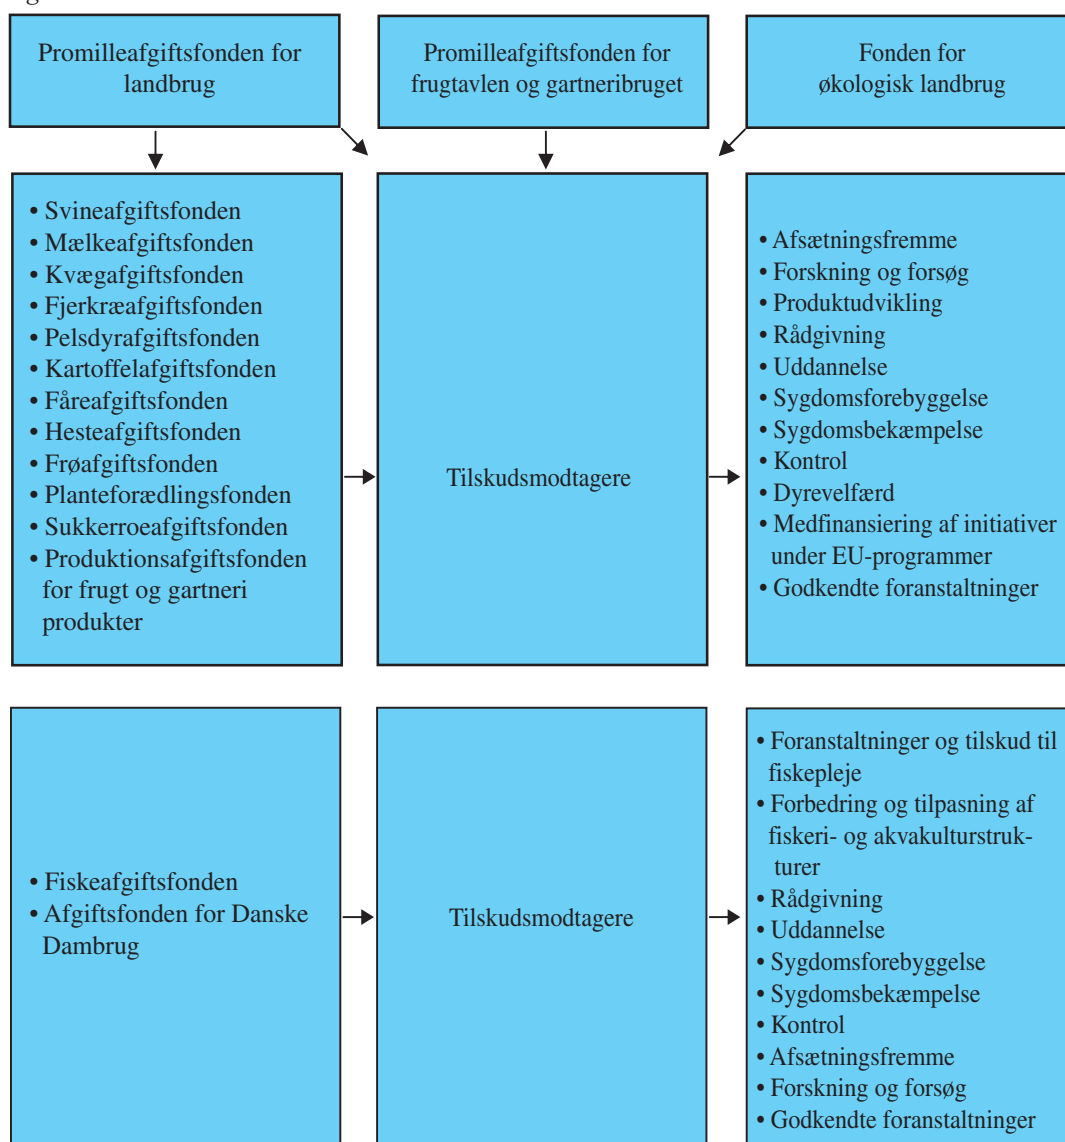 Promilleafgiftsfonden for
landbrug
Promilleafgiftsfonden for
frugtavlen og gartneribruget
Fonden for
økologisk landbrug
• Svineafgiftsfonden
• Mælkeafgiftsfonden
• Kvægafgiftsfonden
• Fjerkræafgiftsfonden
• Pelsdyrafgiftsfonden
• Kartoffelafgiftsfonden
• Fåreafgiftsfonden
• Hesteafgiftsfonden
• Frøafgiftsfonden
• Planteforædlingsfonden
• Sukkerroeafgiftsfonden
• Produktionsafgiftsfonden
for frugt og gartneri
produkter
Tilskudsmodtagere
• Afsætningsfremme
• Forskning og forsøg
• Produktudvikling
• Rådgivning
• Uddannelse
• Sygdomsforebyggelse
• Sygdomsbekæmpelse
• Kontrol
• Dyrevelfærd
• Medfinansiering af initiativer
under EU-programmer
• Godkendte foranstaltninger
• Fiskeafgiftsfonden
• Afgiftsfonden for Danske
Dambrug
Tilskudsmodtagere
• Foranstaltninger og tilskud til
fiskepleje
• Forbedring og tilpasning af
fiskeri- og akvakulturstruk-
turer
• Rådgivning
• Uddannelse
• Sygdomsforebyggelse
• Sygdomsbekæmpelse
• Kontrol
• Afsætningsfremme
• Forskning og forsøg
• Godkendte foranstaltninger